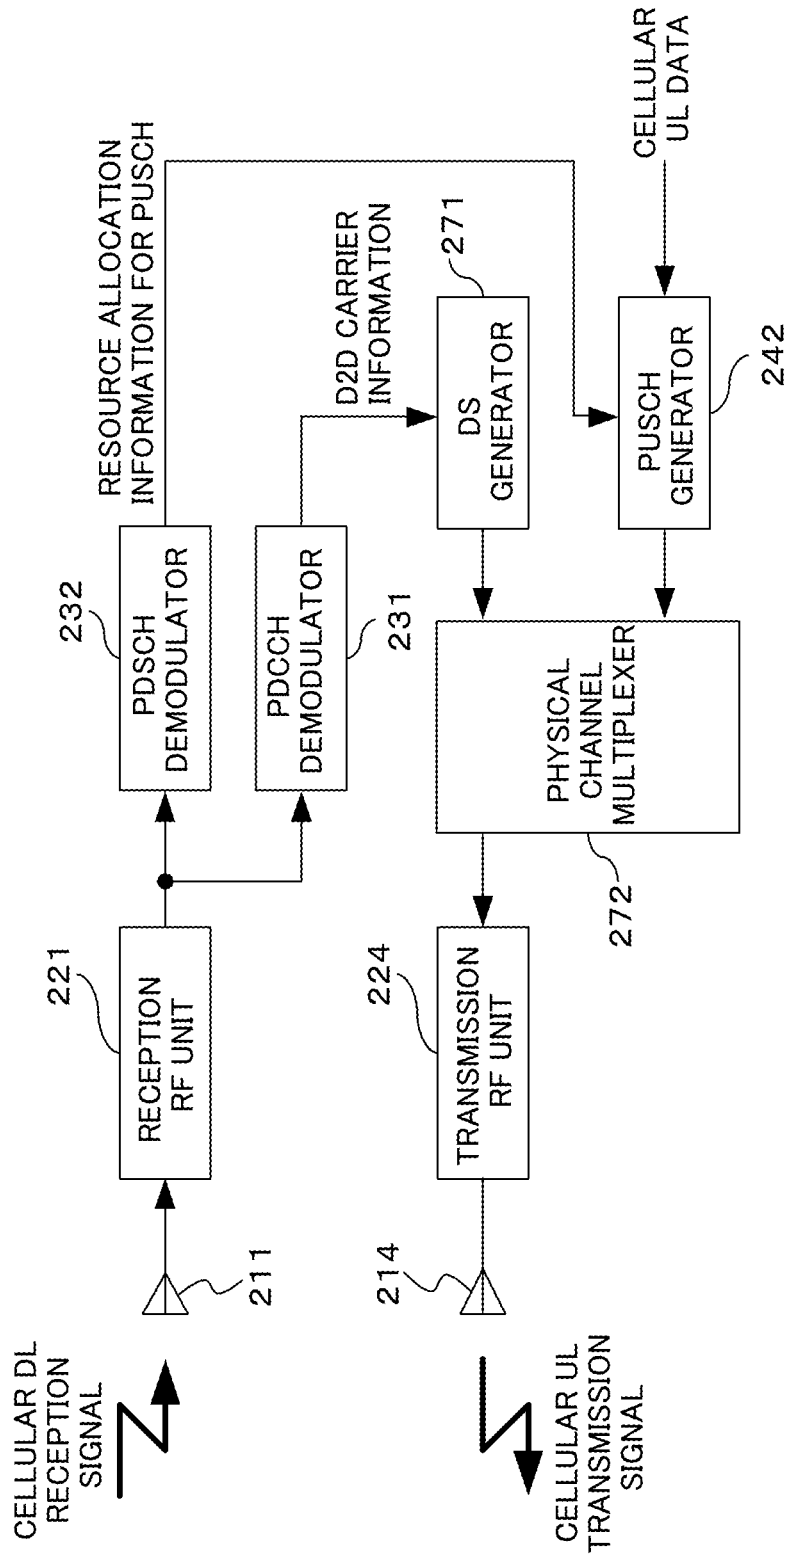 CELLULAR DL
RECEPTION
SIGNAL
211
221
RECEPTION
RF UNIT
232
PDSCH
DEMODULATOR
RESOURCE ALLOCATION
INFORMATION FOR PUSCH
PDCCH
DEMODULATOR
231
D2D CARRIER
INFORMATION
CELLULAR UL
TRANSMISSION
SIGNAL
214
224
TRANSMISSION
RF UNIT
272
PHYSICAL
CHANNEL
MULTIPLEXER
DS
GENERATOR
271
PUSCH
GENERATOR
242
CELLULAR
UL DATA